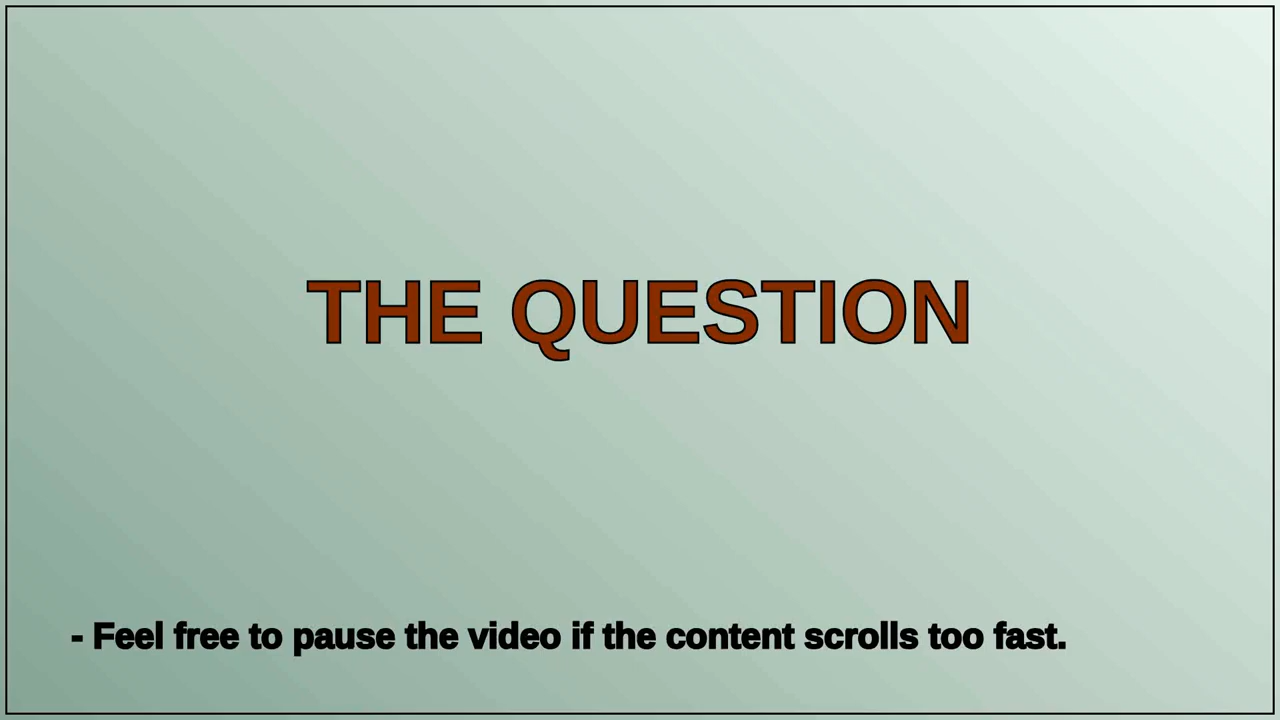 THE QUESTION
- Feel free to pause the video if the content scrolls too fast.